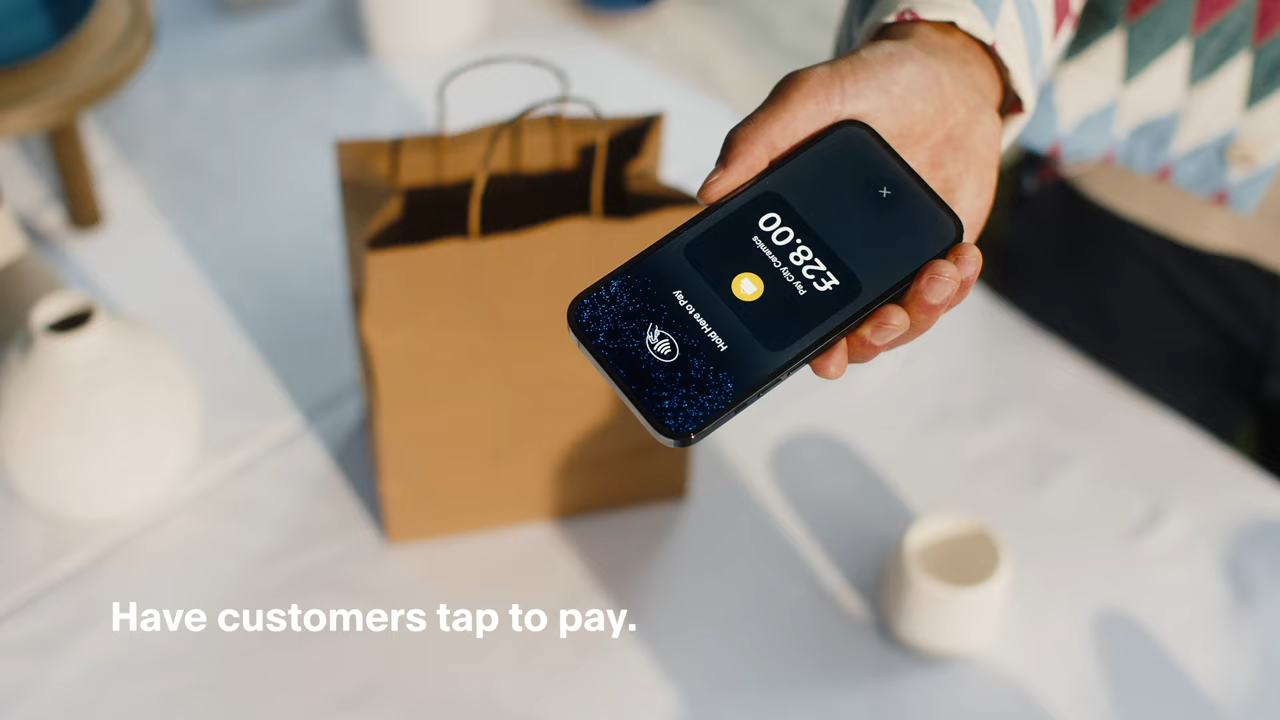 £28.00
Pay City Ceramics
Hold Here to Pay
Have customers tap to pay.